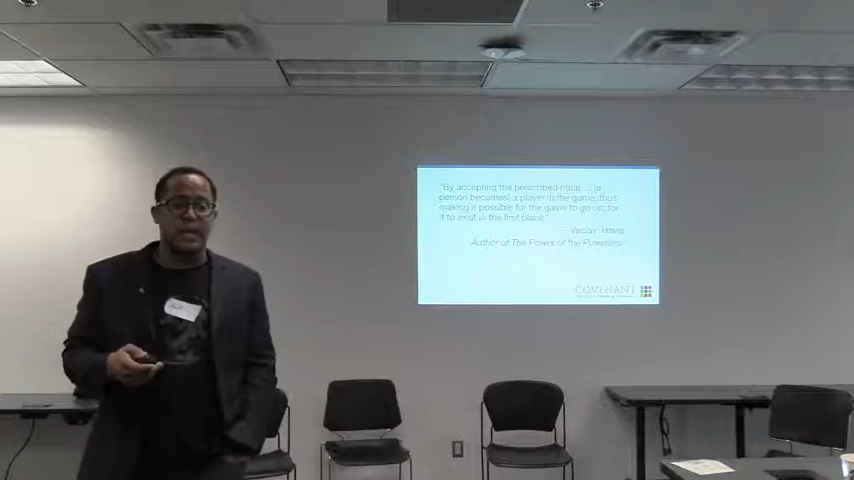 "By accepting the prescribed ritual ... [a
person becomes] a player in the game, thus
making it possible for the game to go on, for
it to exist in the first place."
- Vaclav Havel
Author of The Power of the Powerless
COVENANT